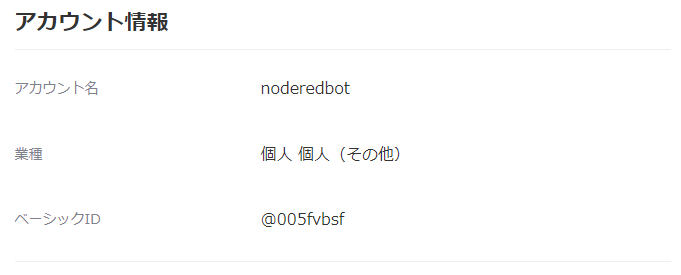 アカウント情報
アカウント名 noderedbot
業種 個人 個人（その他）
ベーシックID @005fvbsf